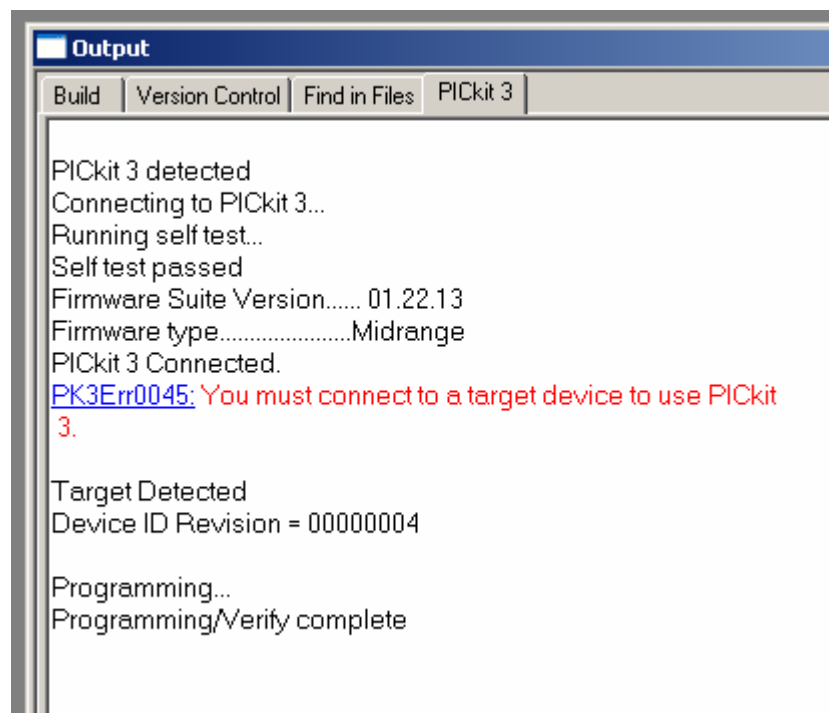 Output
Build Version Control Find in Files PICkit 3
PICkit 3 detected
Connecting to PICkit 3...
Running self test...
Self test passed
Firmware Suite Version...... 01.22.13
Firmware type......................Midrange
PICkit 3 Connected.
PK3Err0045: You must connect to a target device to use PICkit
3.
Target Detected
Device ID Revision = 00000004
Programming...
Programming/Verify complete